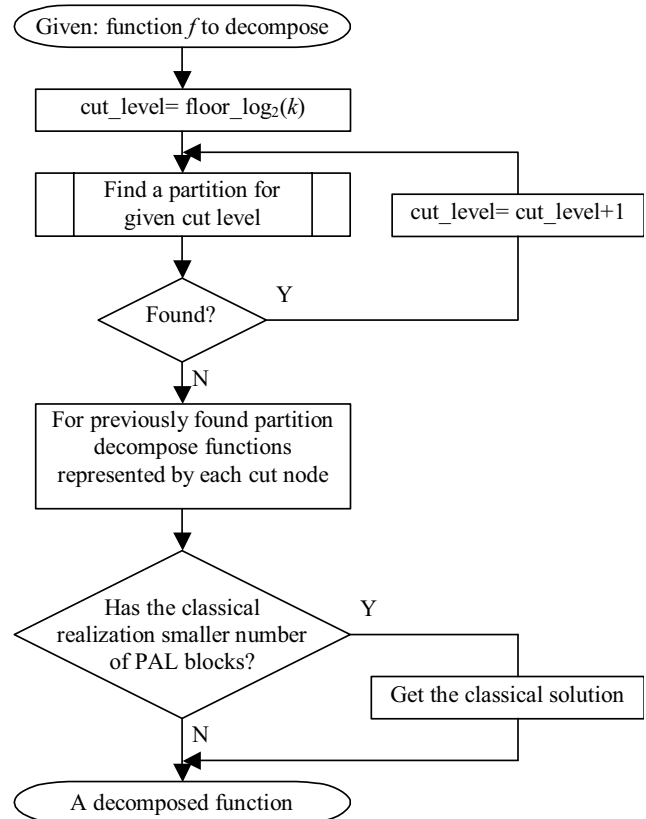 Given: function f to decompose
cut_level= floor_log₂(k)
Find a partition for
given cut level
cut_level= cut_level+1
Y
Found?
N
For previously found partition
decompose functions
represented by each cut node
Has the classical
realization smaller number
of PAL blocks?
Y
Get the classical solution
N
A decomposed function